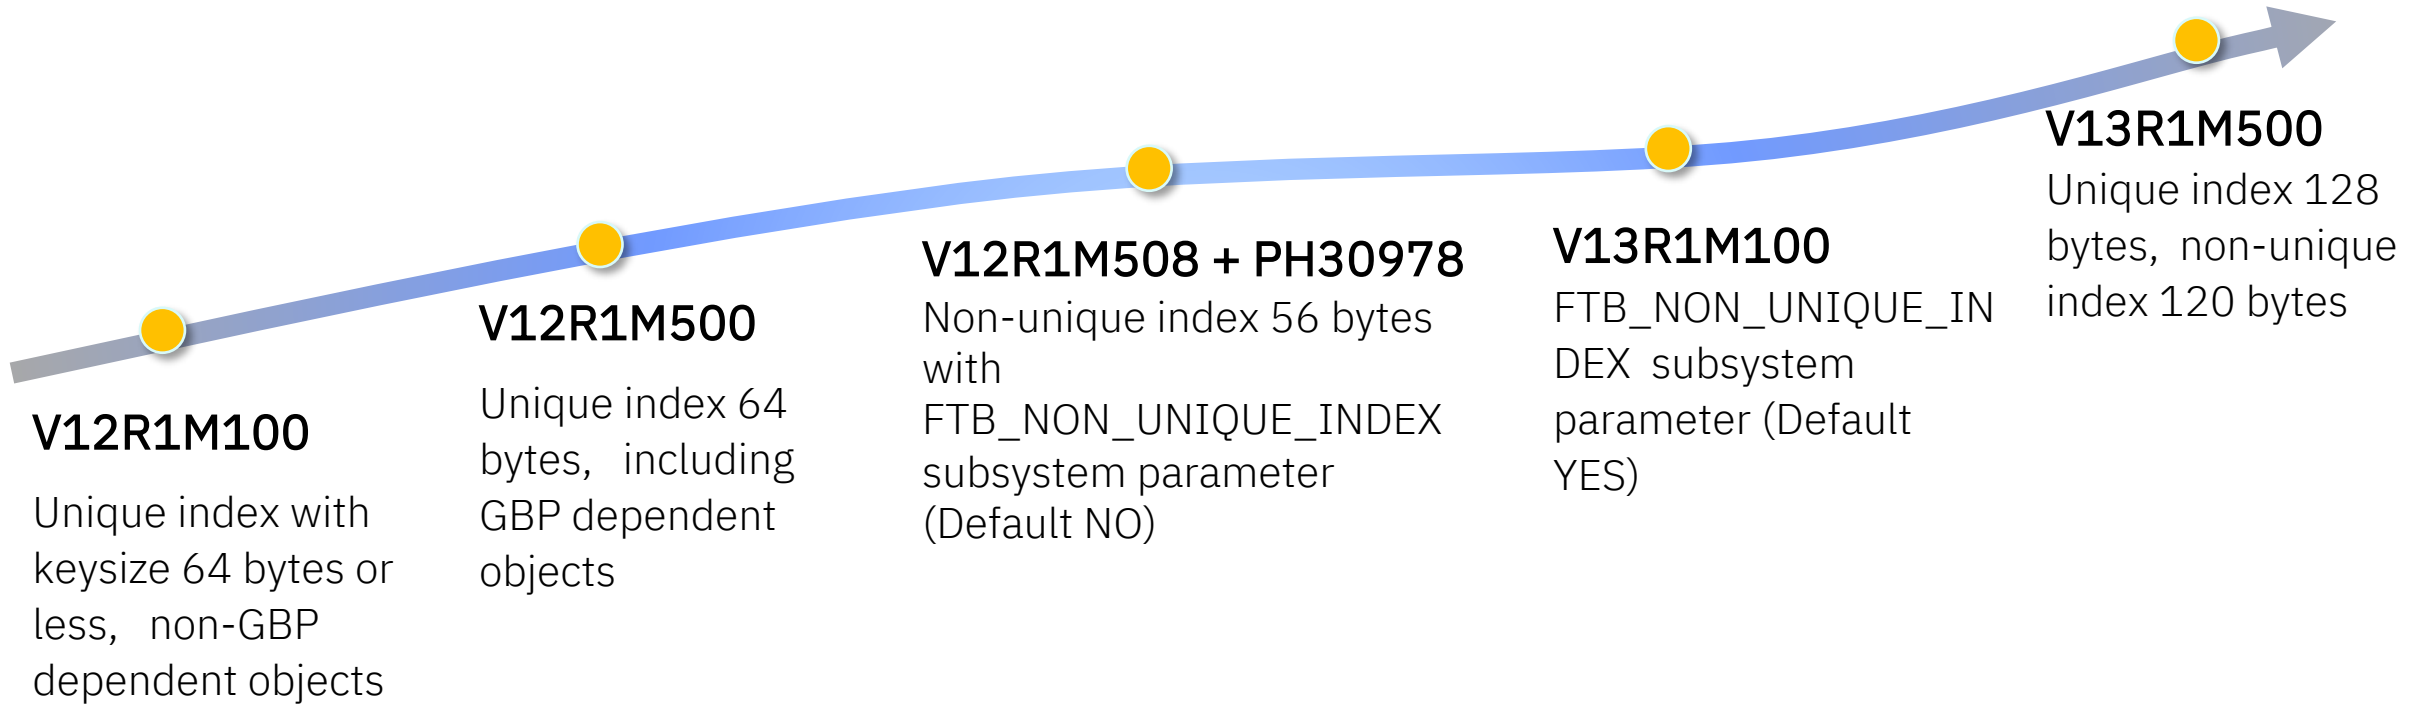 V12R1M100
Unique index with
keysize 64 bytes or
less, non-GBP
dependent objects
V12R1M500
Unique index 64
bytes, including
GBP dependent
objects
V12R1M508 + PH30978
Non-unique index 56 bytes
with
FTB_NON_UNIQUE_INDEX
subsystem parameter
(Default NO)
V13R1M100
FTB_NON_UNIQUE_IN
DEX subsystem
parameter (Default
YES)
V13R1M500
Unique index 128
bytes, non-unique
index 120 bytes